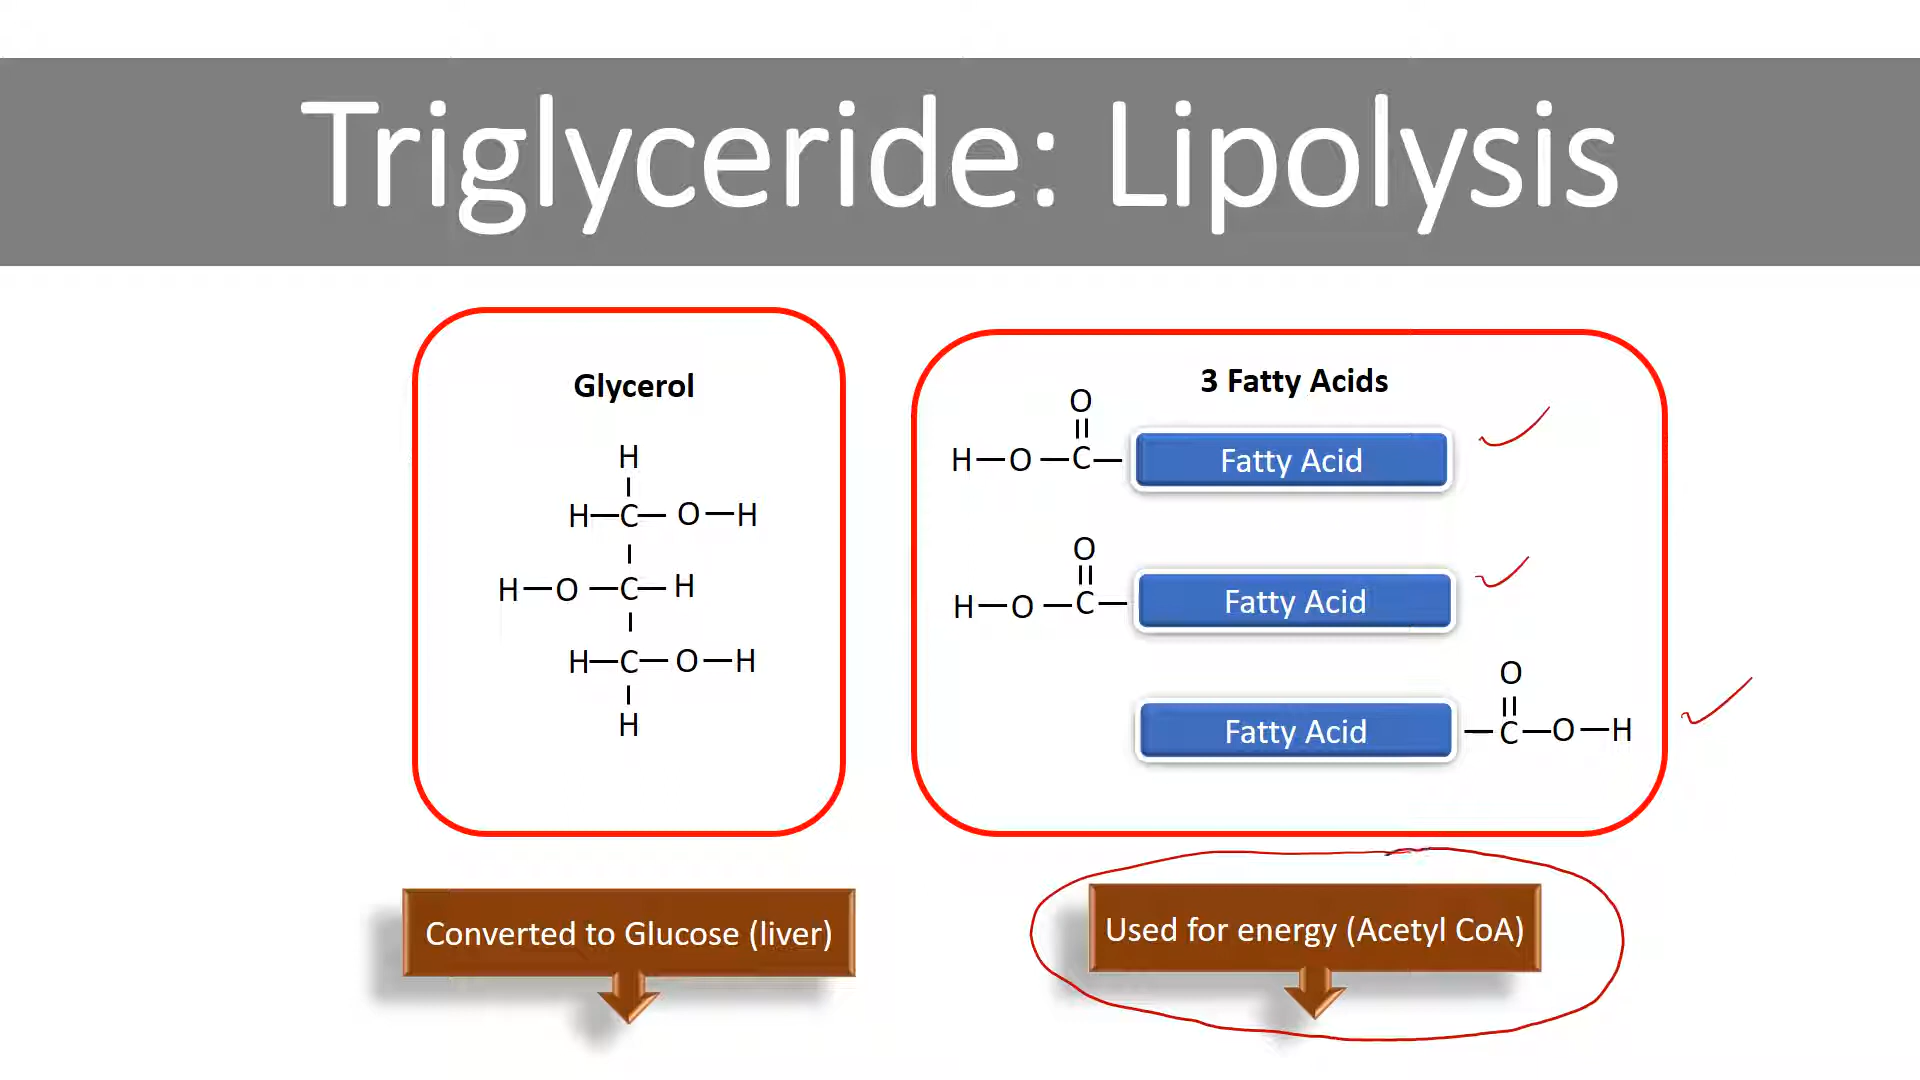 Triglyceride: Lipolysis
Glycerol
H
H—C—O—H
H—O—C—H
H—C—O—H
H
3 Fatty Acids
O
H—O—C— Fatty Acid
O
H—O—C— Fatty Acid
O
Fatty Acid —C—O—H
Converted to Glucose (liver)
Used for energy (Acetyl CoA)